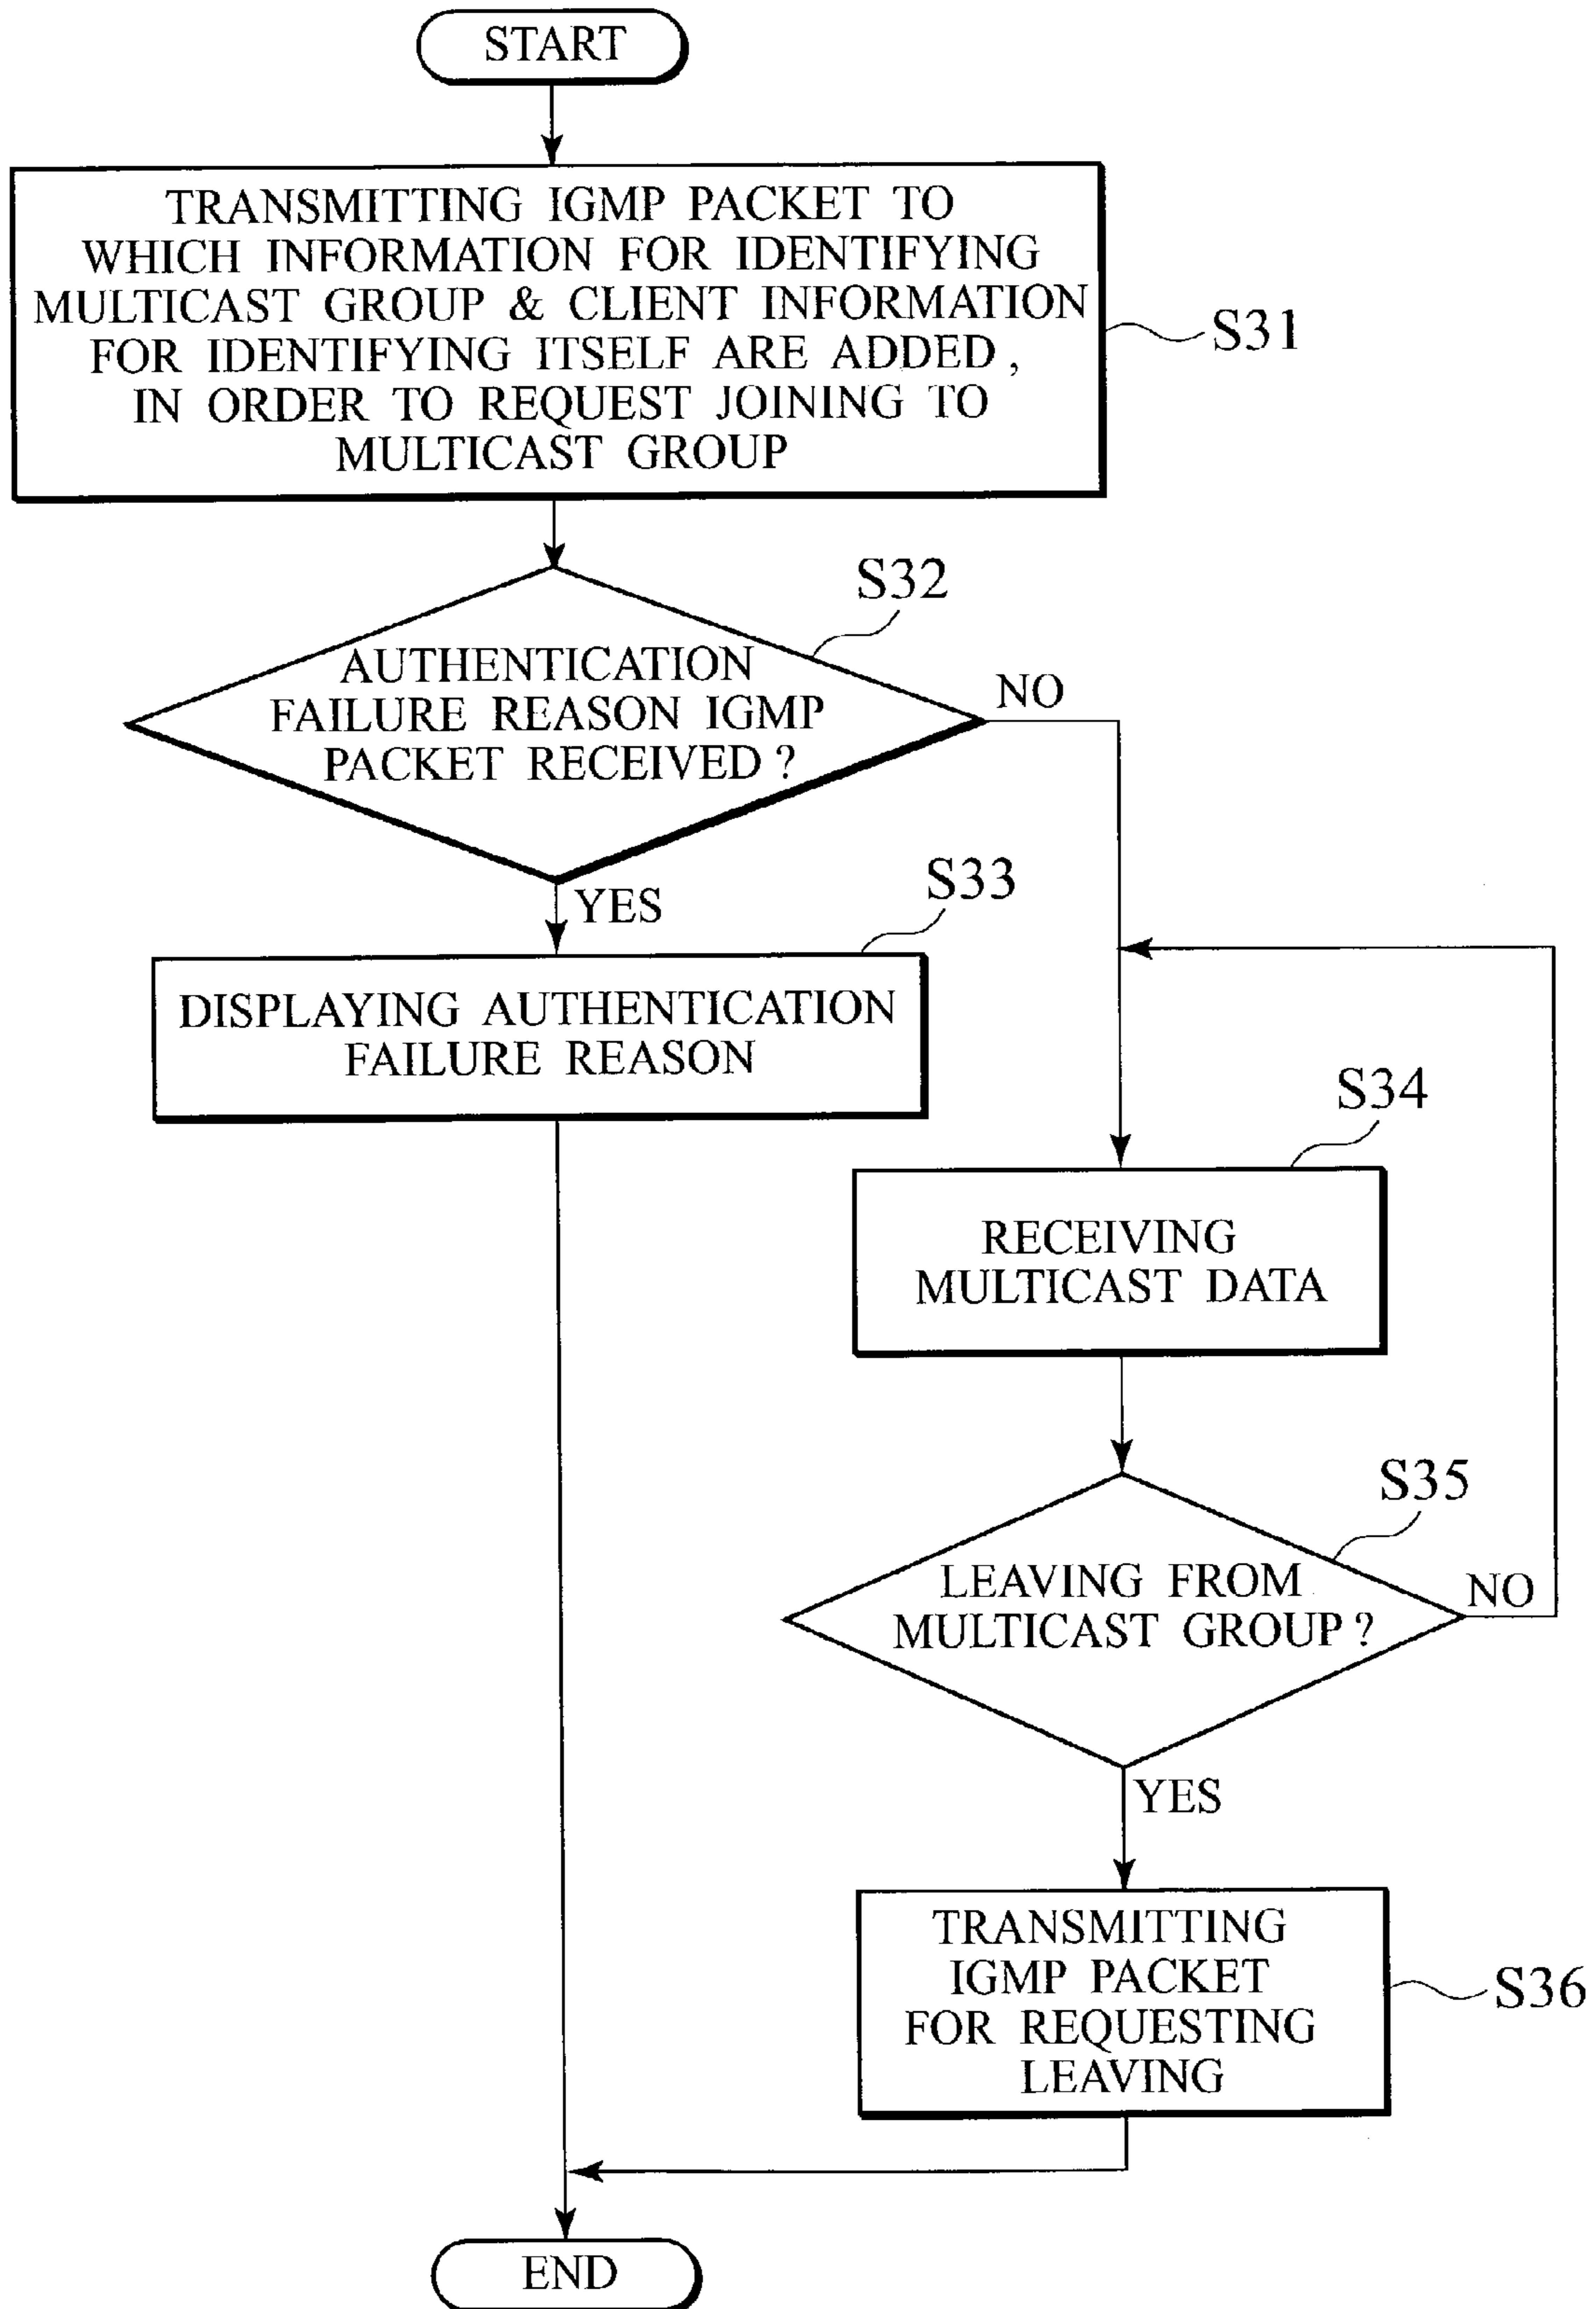 START
TRANSMITTING IGMP PACKET TO
WHICH INFORMATION FOR IDENTIFYING
MULTICAST GROUP & CLIENT INFORMATION
FOR IDENTIFYING ITSELF ARE ADDED,
IN ORDER TO REQUEST JOINING TO
MULTICAST GROUP
S31
S32
AUTHENTICATION
FAILURE REASON IGMP
PACKET RECEIVED?
NO
YES
S33
DISPLAYING AUTHENTICATION
FAILURE REASON
S34
RECEIVING
MULTICAST DATA
S35
LEAVING FROM
MULTICAST GROUP?
NO
YES
TRANSMITTING
IGMP PACKET
FOR REQUESTING
LEAVING
S36
END